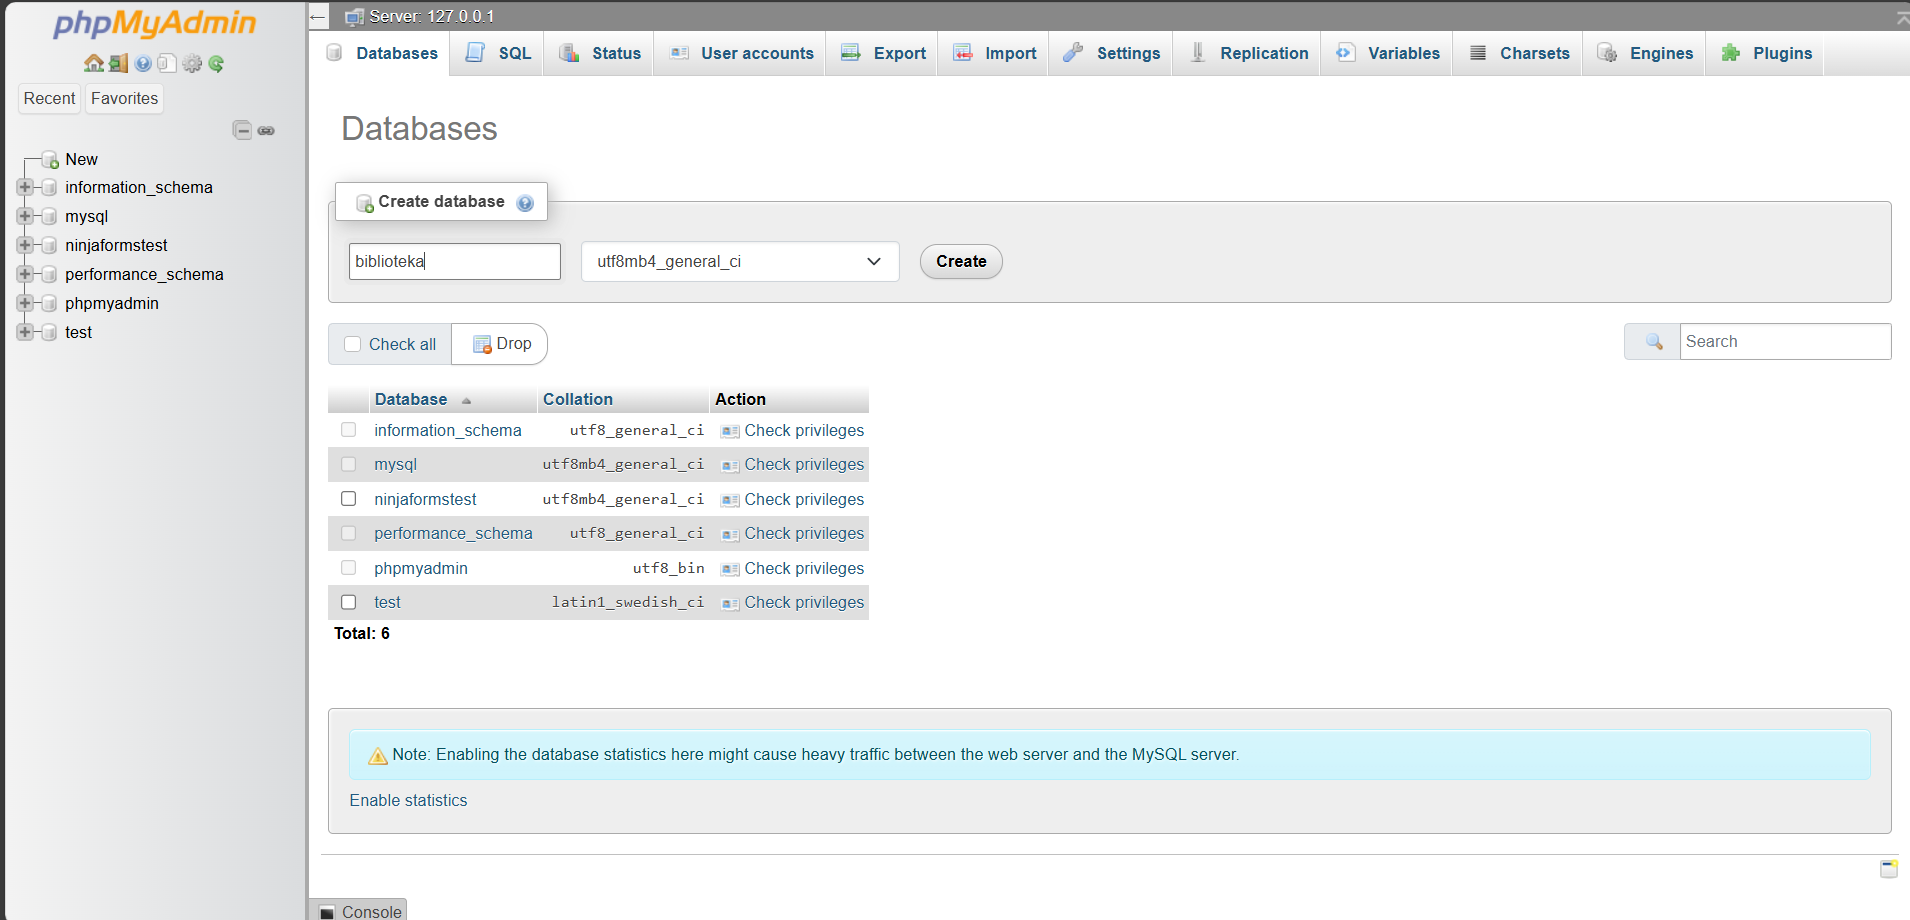 phpMyAdmin
Recent Favorites
New
information_schema
mysql
ninjaformstest
performance_schema
phpmyadmin
test
Server: 127.0.0.1
Databases SQL Status User accounts Export Import Settings Replication Variables Charsets Engines Plugins
Databases
Create database
biblioteka utf8mb4_general_ci Create
Check all Drop Search
Database Collation Action
information_schema utf8_general_ci Check privileges
mysql utf8mb4_general_ci Check privileges
ninjaformstest utf8mb4_general_ci Check privileges
performance_schema utf8_general_ci Check privileges
phpmyadmin utf8_bin Check privileges
test latin1_swedish_ci Check privileges
Total: 6
Note: Enabling the database statistics here might cause heavy traffic between the web server and the MySQL server.
Enable statistics
Console